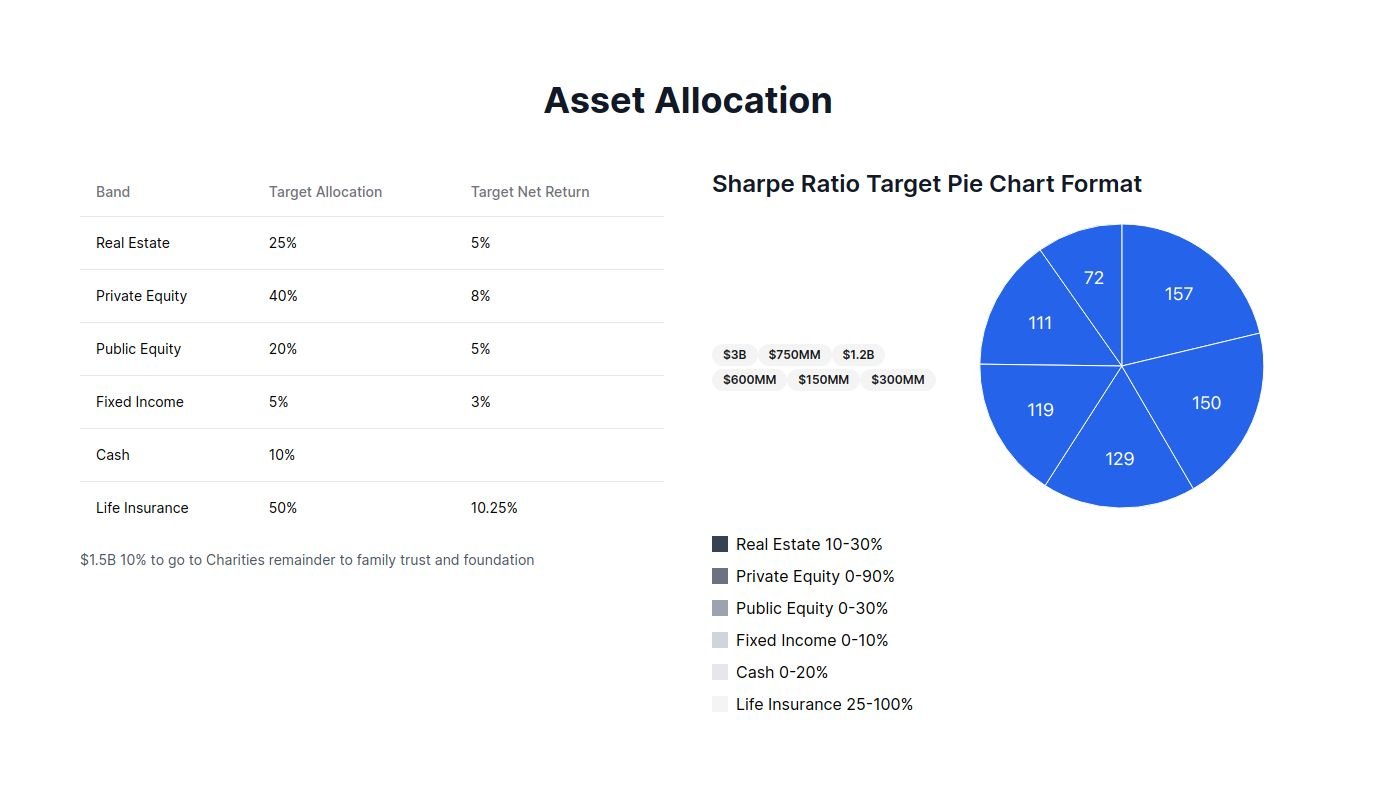 Asset Allocation
Band Target Allocation Target Net Return
Real Estate 25% 5%
Private Equity 40% 8%
Public Equity 20% 5%
Fixed Income 5% 3%
Cash 10%
Life Insurance 50% 10.25%
$1.5B 10% to go to Charities remainder to family trust and foundation
Sharpe Ratio Target Pie Chart Format
$3B $750MM $1.2B
$600MM $150MM $300MM
72
157
111
150
119
129
Real Estate 10-30%
Private Equity 0-90%
Public Equity 0-30%
Fixed Income 0-10%
Cash 0-20%
Life Insurance 25-100%